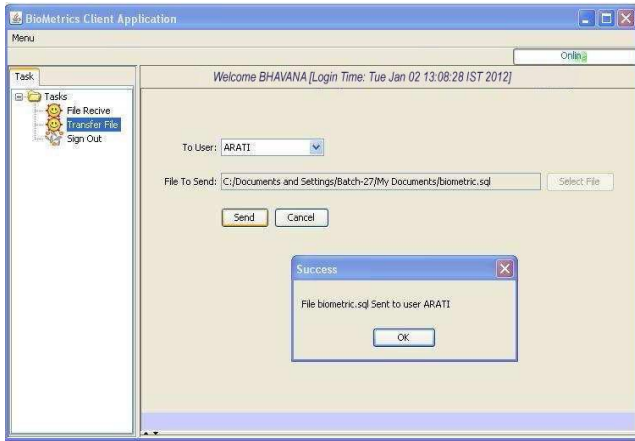 BioMetrics Client Application
Menu
Online
Task
Welcome BHAVANA [Login Time: Tue Jan 02 13:08:28 IST 2012]
Tasks
File Recive
Transfer File
Sign Out
To User: ARATI
File To Send: C:/Documents and Settings/Batch-27/My Documents/biometric.sql Select File
Send Cancel
Success
File biometric.sql Sent to user ARATI
OK